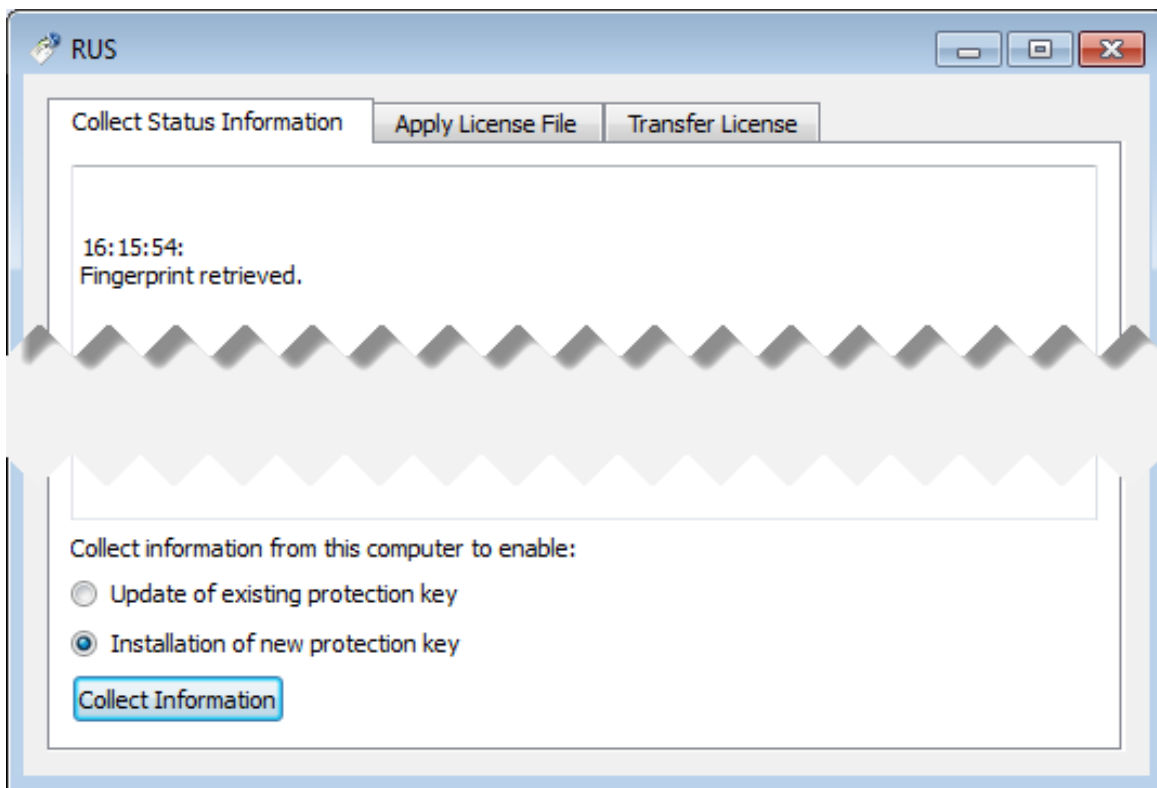 RUS
Collect Status Information
Apply License File
Transfer License
16:15:54:
Fingerprint retrieved.
Collect information from this computer to enable:
Update of existing protection key
Installation of new protection key
Collect Information